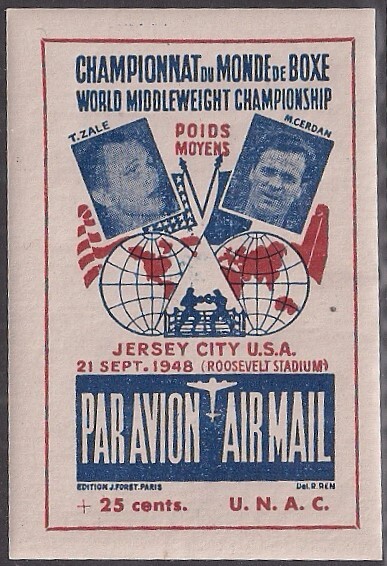 CHAMPIONNAT DU MONDE DE BOXE
WORLD MIDDLEWEIGHT CHAMPIONSHIP
T. ZALE
POIDS
MOYENS
M. CERDAN
JERSEY CITY U.S.A.
21 SEPT. 1948 (ROOSEVELT STADIUM)
PAR AVION AIR MAIL
EDITION J. FORST. PARIS
Del. R. REN
+ 25 cents. U. N. A. C.